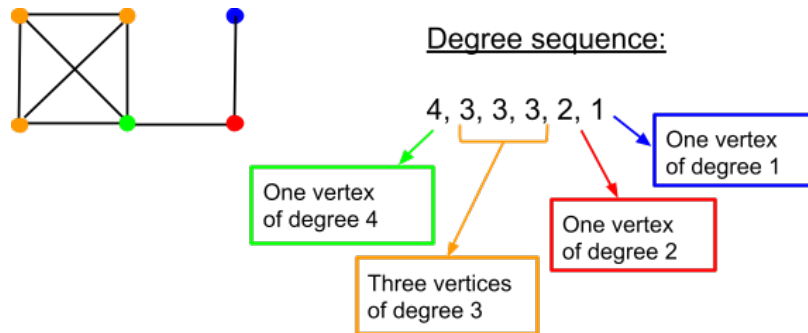 Degree sequence:
4, 3, 3, 3, 2, 1
One vertex
of degree 1
One vertex
of degree 4
One vertex
of degree 2
Three vertices
of degree 3